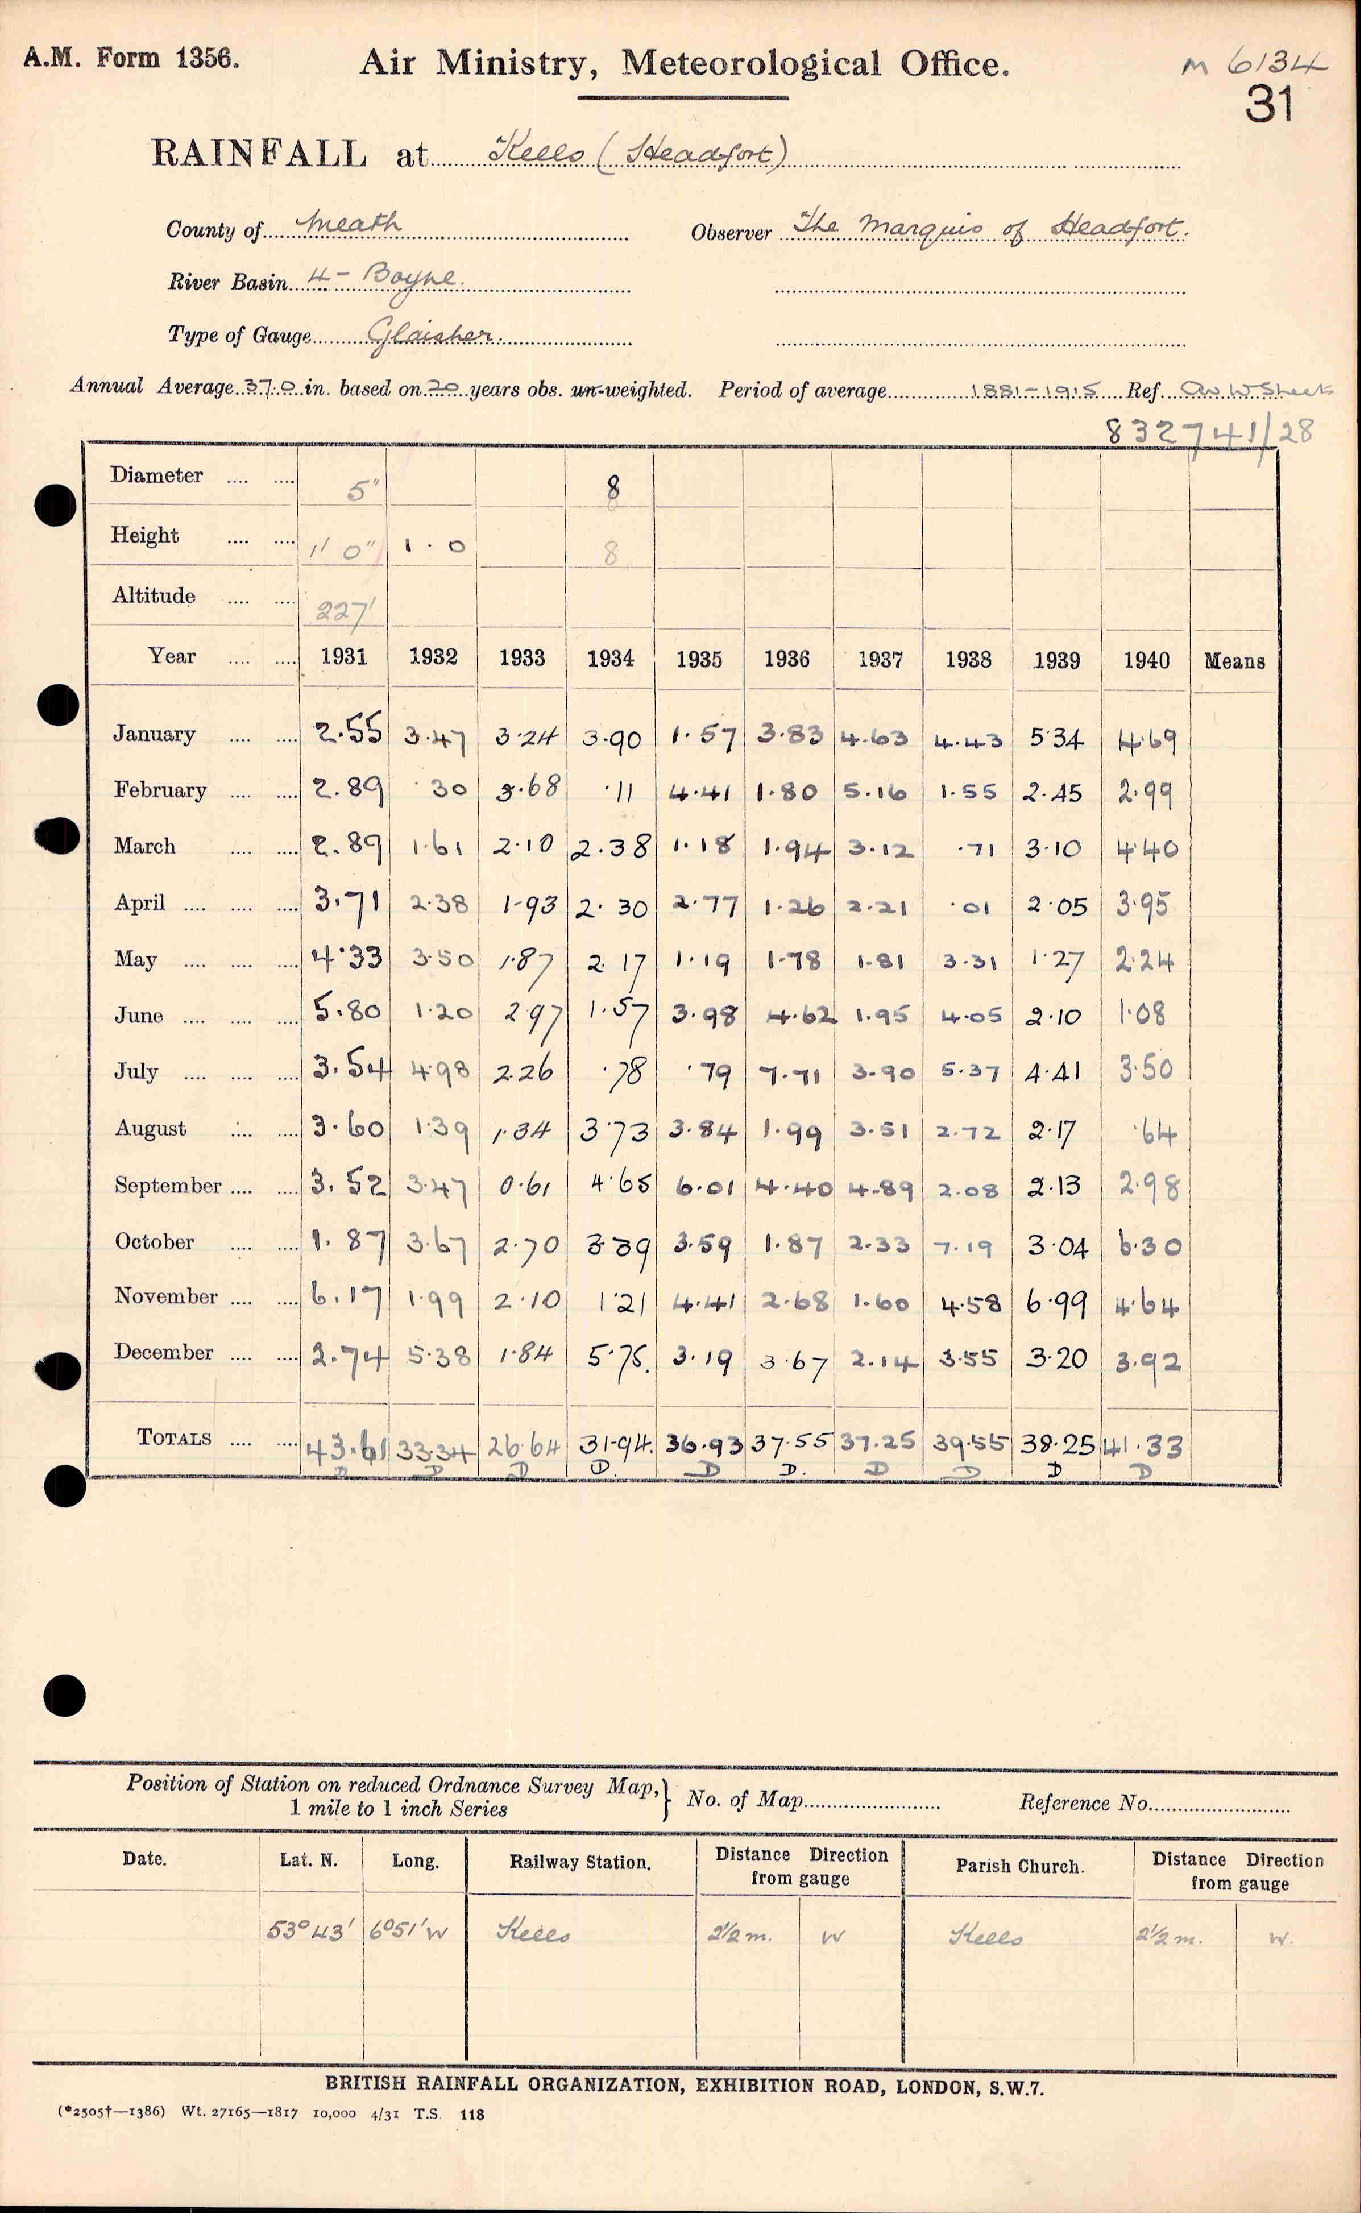 A.M. Form 1356.
Air Ministry, Meteorological Office.
M 6134
31
RAINFALL at Kells (Headfort)
County of Meath Observer The Marquis of Headfort.
River Basin 4 - Boyne.
Type of Gauge Glaisher.
Annual Average 37.0 in. based on 20 years obs. un-weighted. Period of average 1881-1915 Ref. Av W Sheets
832741/28
Diameter 5" 8
Height 1' 0" 1.0 8
Altitude 227'
Year 1931 1932 1933 1934 1935 1936 1937 1938 1939 1940 Means
January 2.55 3.47 3.24 3.90 1.57 3.83 4.63 4.43 5.34 4.69
February 2.89 .30 3.68 .11 4.41 1.80 5.16 1.55 2.45 2.99
March 2.89 1.61 2.10 2.38 1.18 1.94 3.12 .71 3.10 4.40
April 3.71 2.38 1.93 2.30 2.77 1.26 2.21 .01 2.05 3.95
May 4.33 3.50 1.87 2.17 1.19 1.78 1.81 3.31 1.27 2.24
June 5.80 1.20 2.97 1.57 3.98 4.62 1.95 4.05 2.10 1.08
July 3.54 4.98 2.26 .78 .79 7.71 3.90 5.37 4.41 3.50
August 3.60 1.39 1.34 3.73 3.84 1.99 3.51 2.72 2.17 .64
September 3.52 3.47 0.61 4.65 6.01 4.40 4.89 2.08 2.13 2.98
October 1.87 3.67 2.70 3.39 3.59 1.87 2.33 7.19 3.04 6.30
November 6.17 1.99 2.10 1.21 4.41 2.68 1.60 4.58 6.99 4.64
December 2.74 5.38 1.84 5.75. 3.19 3.67 2.14 3.55 3.20 3.92
TOTALS 43.61 33.34 26.64 31.94. 36.93 37.55 37.25 39.55 38.25 41.33
D D D D. D D. D D D D
Position of Station on reduced Ordnance Survey Map,} No. of Map Reference No.
1 mile to 1 inch Series
Date. Lat. N. Long. Railway Station. Distance Direction from gauge Parish Church. Distance Direction from gauge
53° 43' 6°51' W Kells 2½ m. W Kells 2½ m. W.
BRITISH RAINFALL ORGANIZATION, EXHIBITION ROAD, LONDON, S.W.7.
(*2505†—1386) Wt. 27165—1817 10,000 4/31 T.S. 118